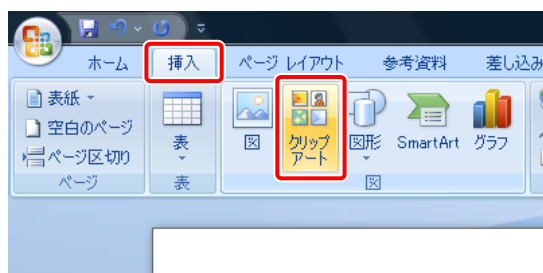 ホーム 挿入 ページ レイアウト 参考資料 差し込み
表紙
空白のページ
ページ区切り
ページ
表
表
図
クリップ
アート
図形
SmartArt
グラフ
図